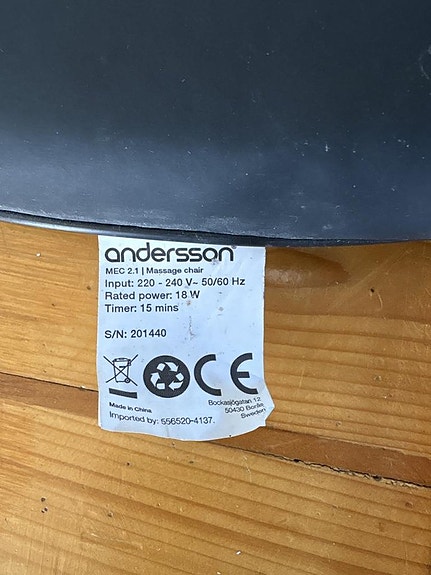 andersson
MEC 2.1 | Massage chair
Input: 220 - 240 V~ 50/60 Hz
Rated power: 18 W
Timer: 15 mins
S/N: 201440
CE
Made in China
Imported by: 556520-4137.
Bockasjögatan 12
50430 Borås
Sweden